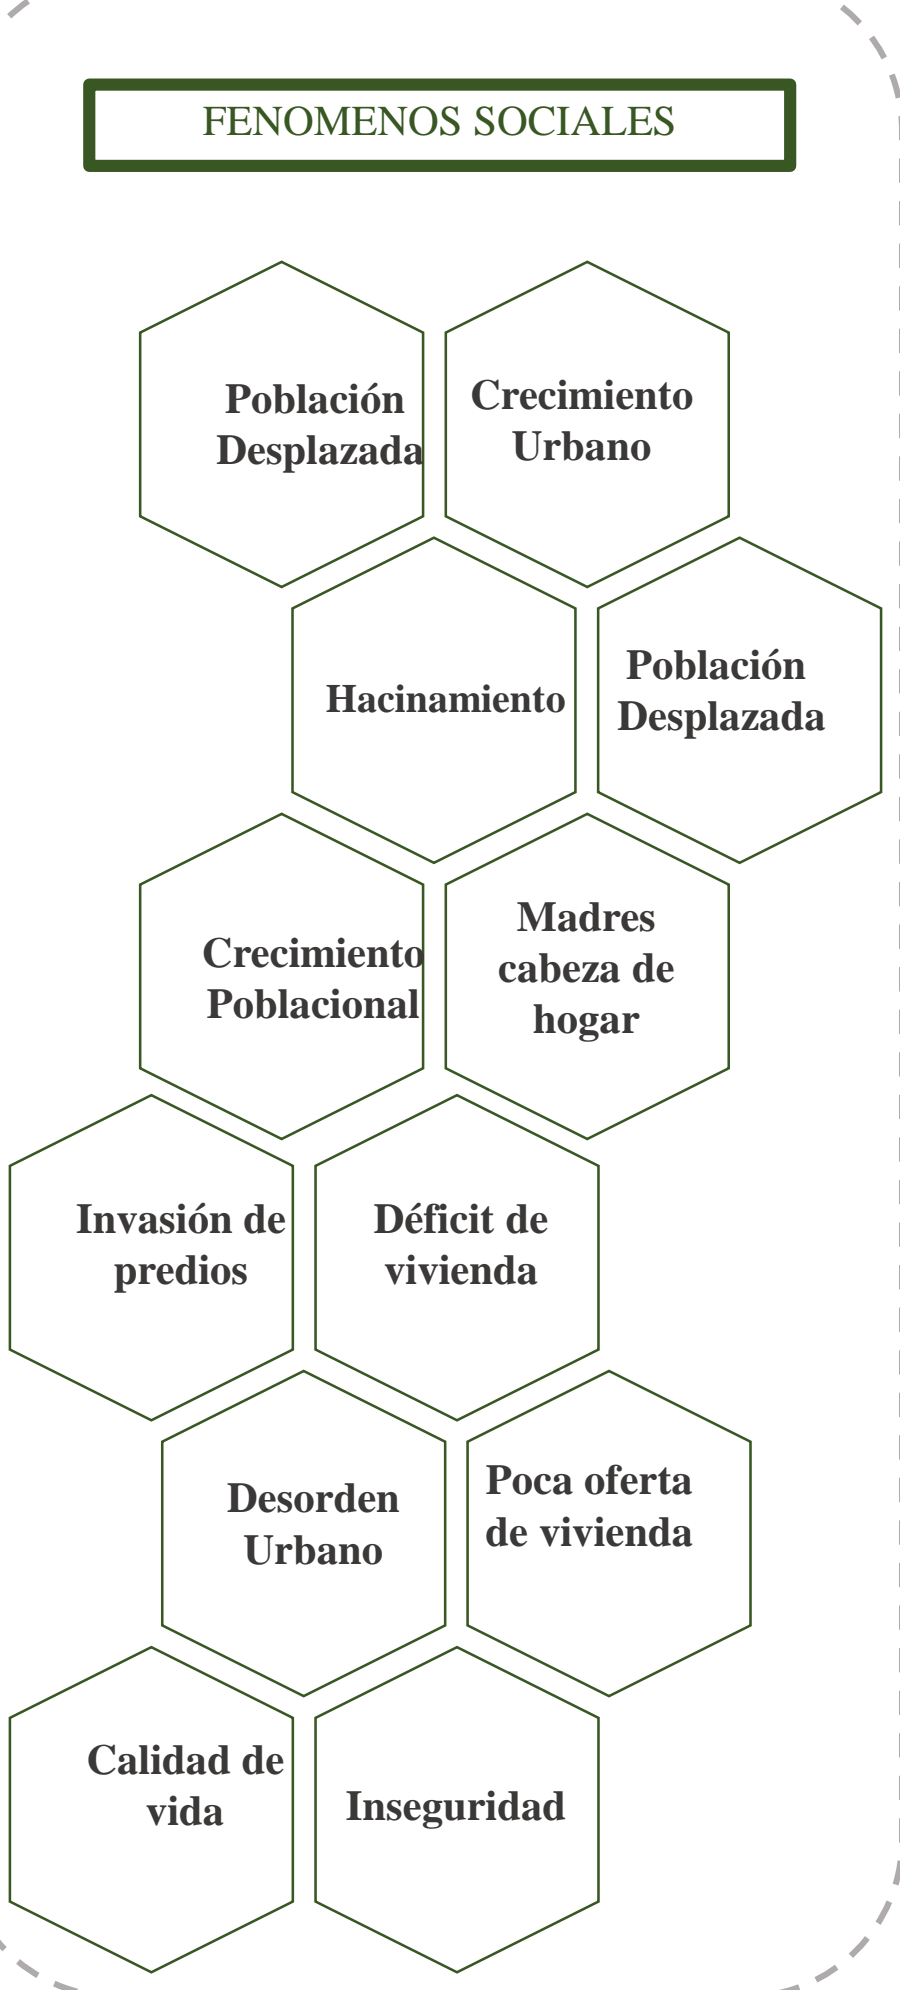 FENOMENOS SOCIALES
Población
Desplazada
Crecimiento
Urbano
Hacinamiento
Población
Desplazada
Crecimiento
Poblacional
Madres
cabeza de
hogar
Invasión de
predios
Déficit de
vivienda
Desorden
Urbano
Poca oferta
de vivienda
Calidad de
vida
Inseguridad